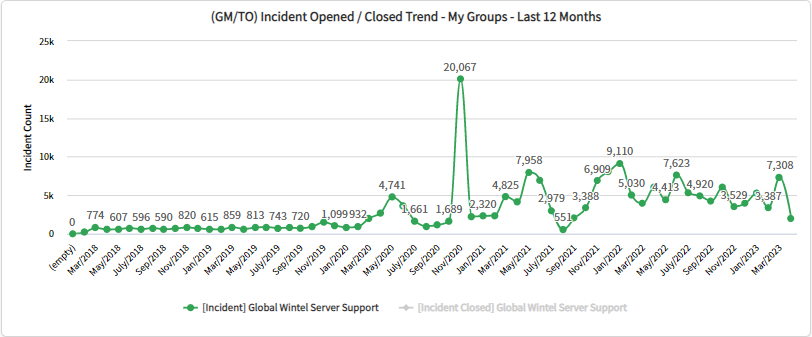 (GM/TO) Incident Opened / Closed Trend - My Groups - Last 12 Months
Incident Count
25k
20k
15k
10k
5k
0
0 774 607 596 590 820 615 859 813 743 720 1,099 932 4,741 1,661 1,689 20,067 2,320 4,825 7,958 2,979 551 3,388 6,909 9,110 5,030 4,413 7,623 4,920 3,529 3,387 7,308
(empty) Mar/2018 May/2018 July/2018 Sep/2018 Nov/2018 Jan/2019 Mar/2019 May/2019 July/2019 Sep/2019 Nov/2019 Jan/2020 Mar/2020 May/2020 July/2020 Sep/2020 Nov/2020 Jan/2021 Mar/2021 May/2021 July/2021 Sep/2021 Nov/2021 Jan/2022 Mar/2022 May/2022 July/2022 Sep/2022 Nov/2022 Jan/2023 Mar/2023
[Incident] Global Wintel Server Support [Incident Closed] Global Wintel Server Support